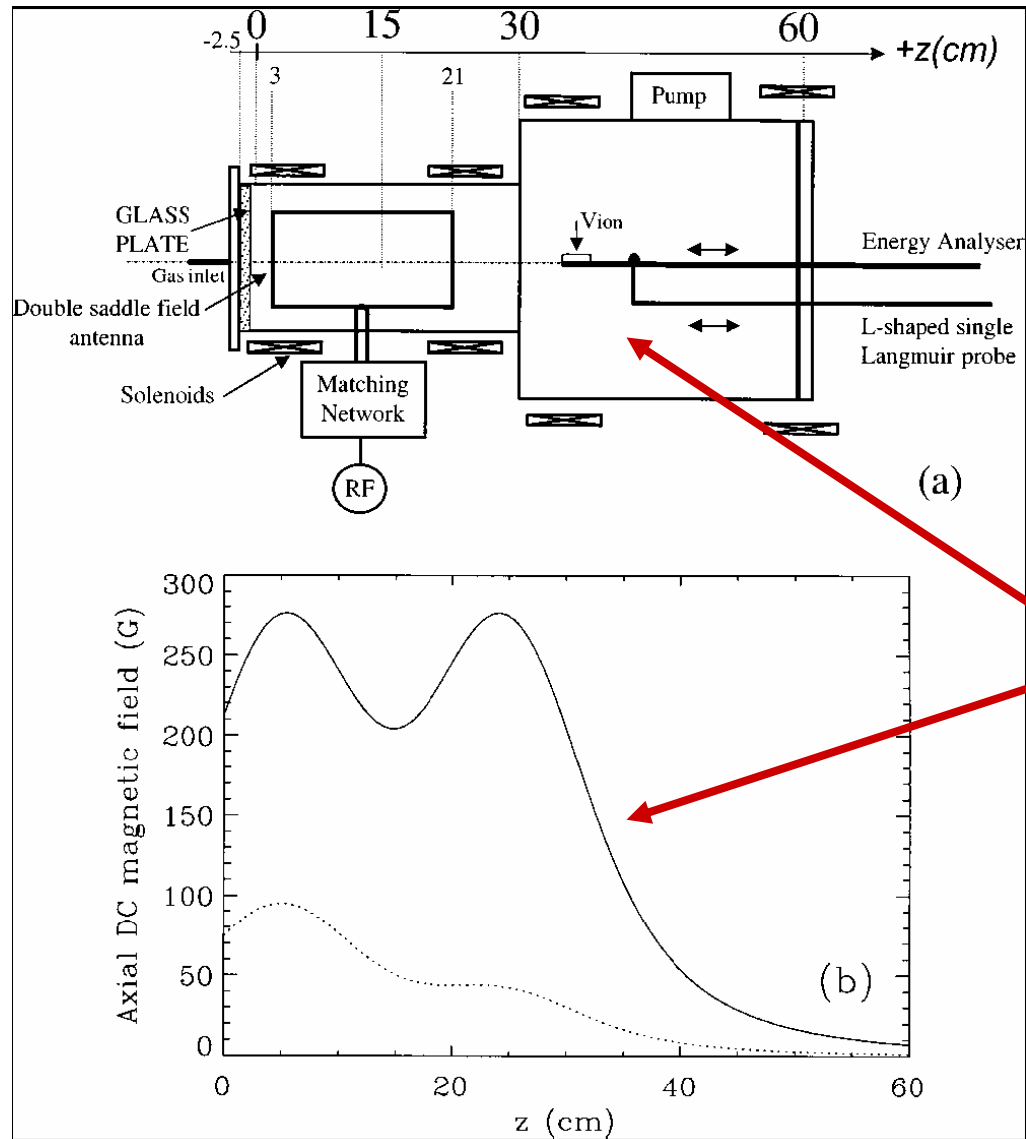 -2.5 0 15 30 60 +z(cm)
3 21
Pump
GLASS
PLATE
Gas inlet
Vion
Energy Analyser
Double saddle field
antenna
L-shaped single
Langmuir probe
Solenoids
Matching
Network
RF
(a)
Axial DC magnetic field (G)
300
250
200
150
100
50
0
(b)
0 20 40 60
z (cm)